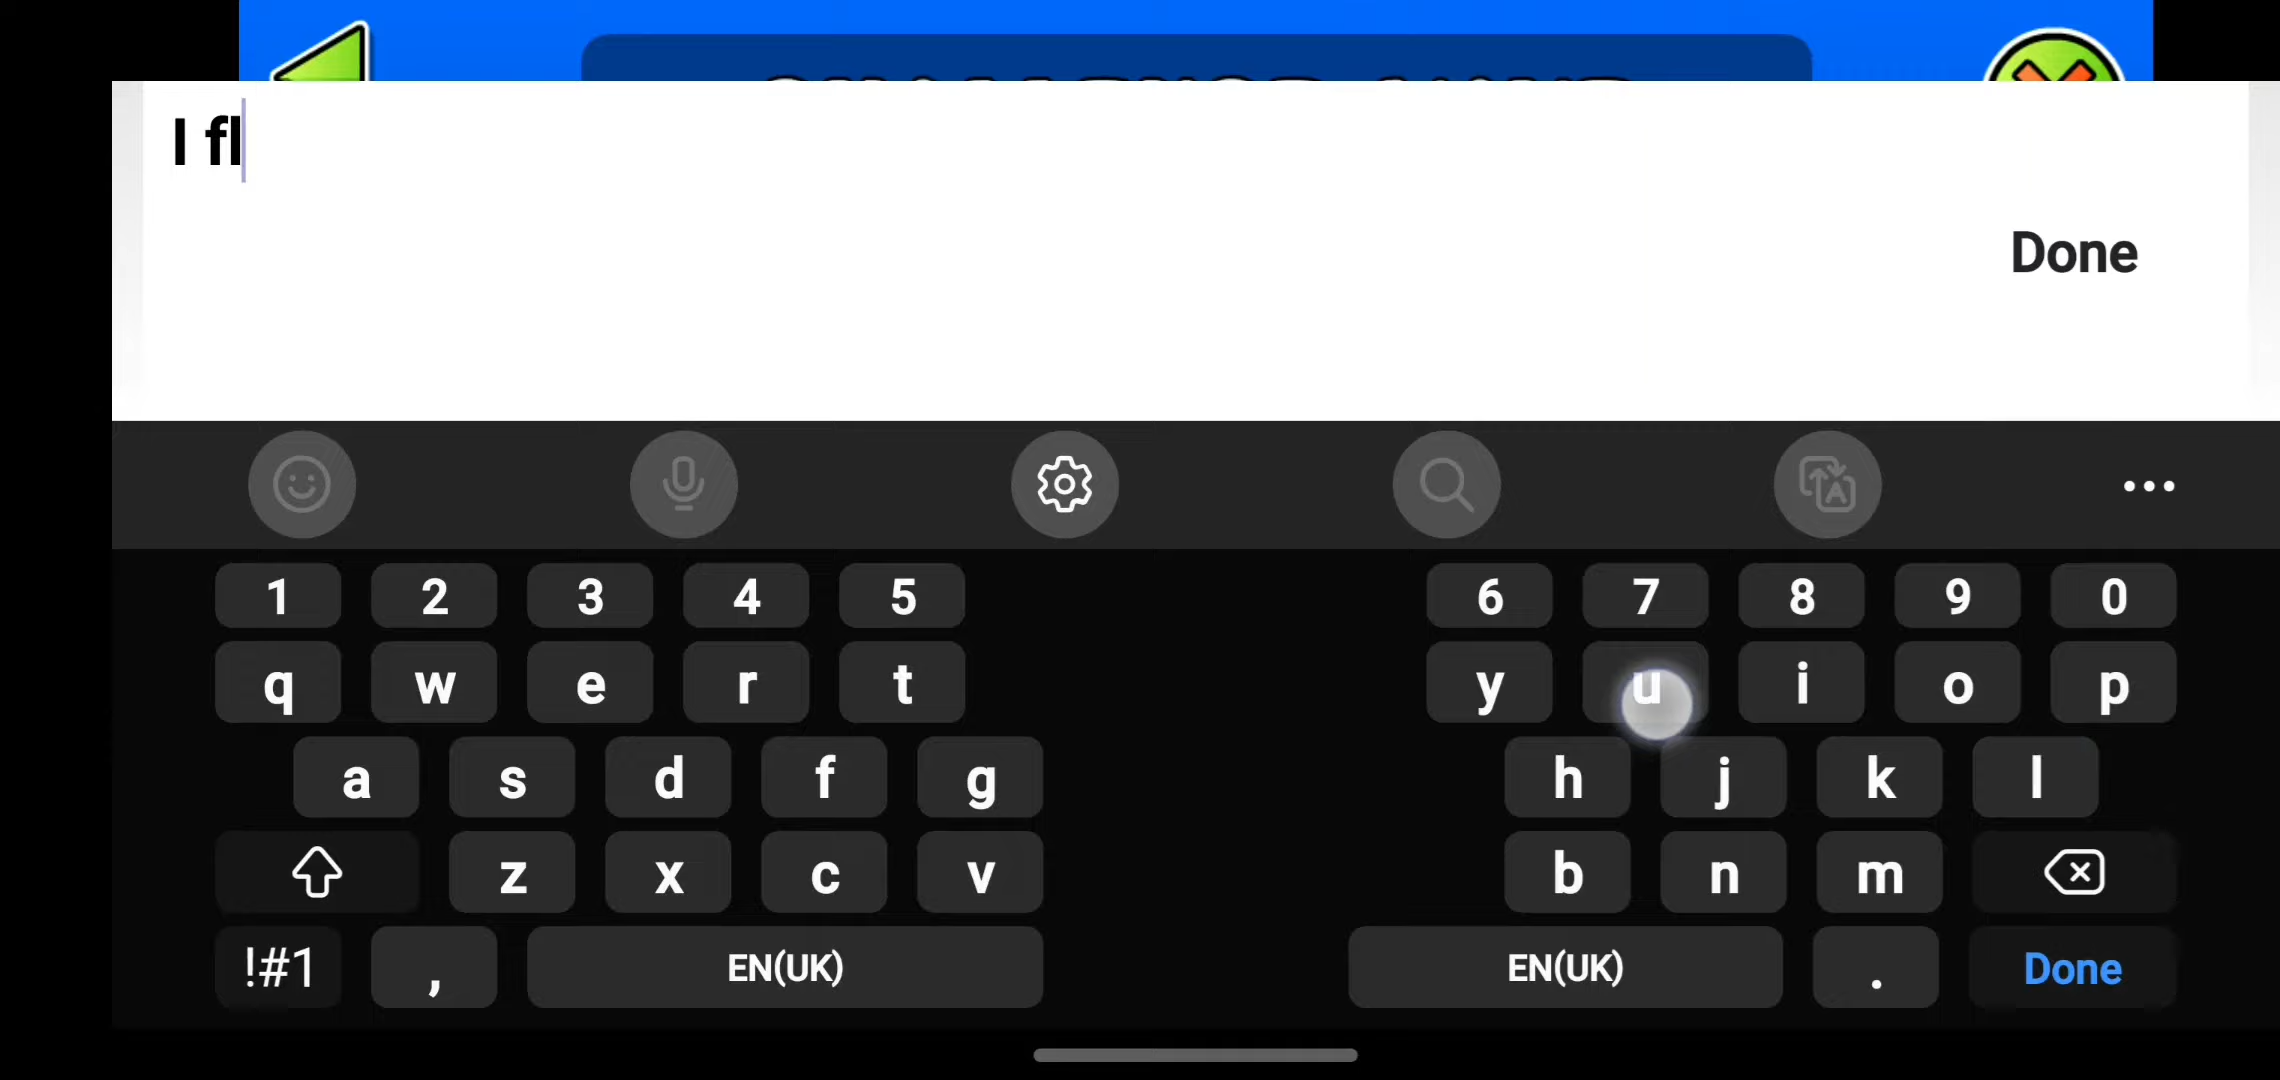 I fl
Done
1 2 3 4 5 6 7 8 9 0
q w e r t y u i o p
a s d f g h j k l
z x c v b n m
!#1 , EN(UK) EN(UK) . Done